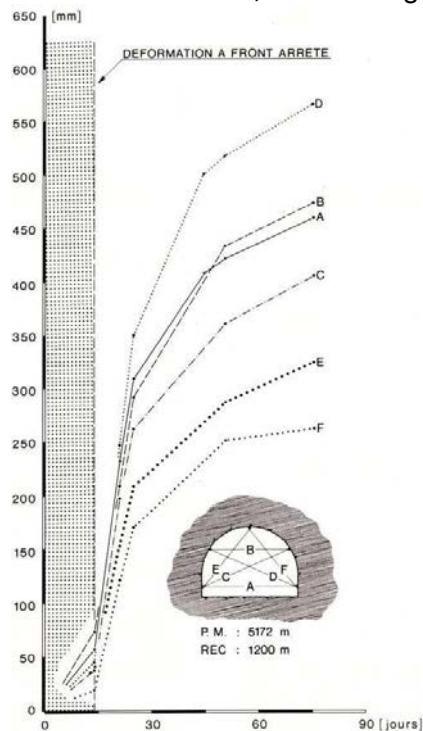 650 [mm]
DEFORMATION A FRONT ARRETE
600
550
D
500
B
A
450
C
400
350
E
300
F
250
200
B
150
E C D F
100
A
P.M. : 5172 m
50
REC : 1200 m
0
0 30 60 90 [jours]